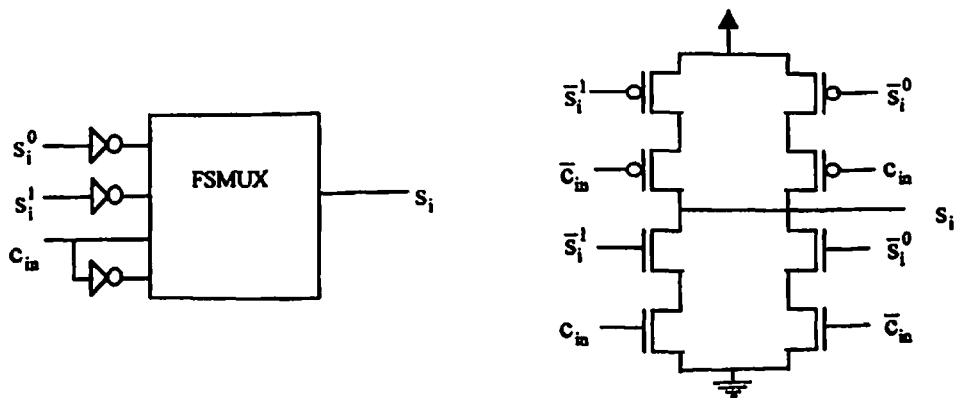 S_i^0
S_i^1
C_in
FSMUX
S_i
S̅_i^1
S̅_i^0
C̅_in
C_in
S_i
S̅_i^1
S̅_i^0
C_in
C̅_in